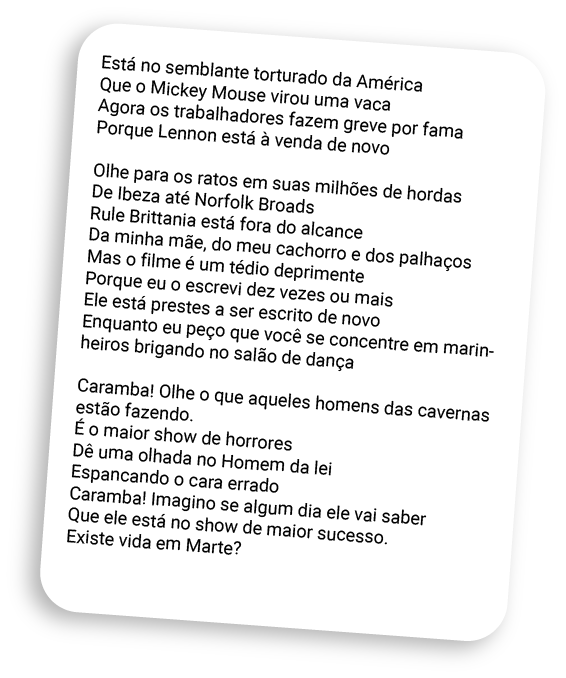 Está no semblante torturado da América
Que o Mickey Mouse virou uma vaca
Agora os trabalhadores fazem greve por fama
Porque Lennon está à venda de novo
Olhe para os ratos em suas milhões de hordas
De Ibeza até Norfolk Broads
Rule Brittania está fora do alcance
Da minha mãe, do meu cachorro e dos palhaços
Mas o filme é um tédio deprimente
Porque eu o escrevi dez vezes ou mais
Ele está prestes a ser escrito de novo
Enquanto eu peço que você se concentre em marin-
heiros brigando no salão de dança
Caramba! Olhe o que aqueles homens das cavernas
estão fazendo.
É o maior show de horrores
Dê uma olhada no Homem da lei
Espancando o cara errado
Caramba! Imagino se algum dia ele vai saber
Que ele está no show de maior sucesso.
Existe vida em Marte?